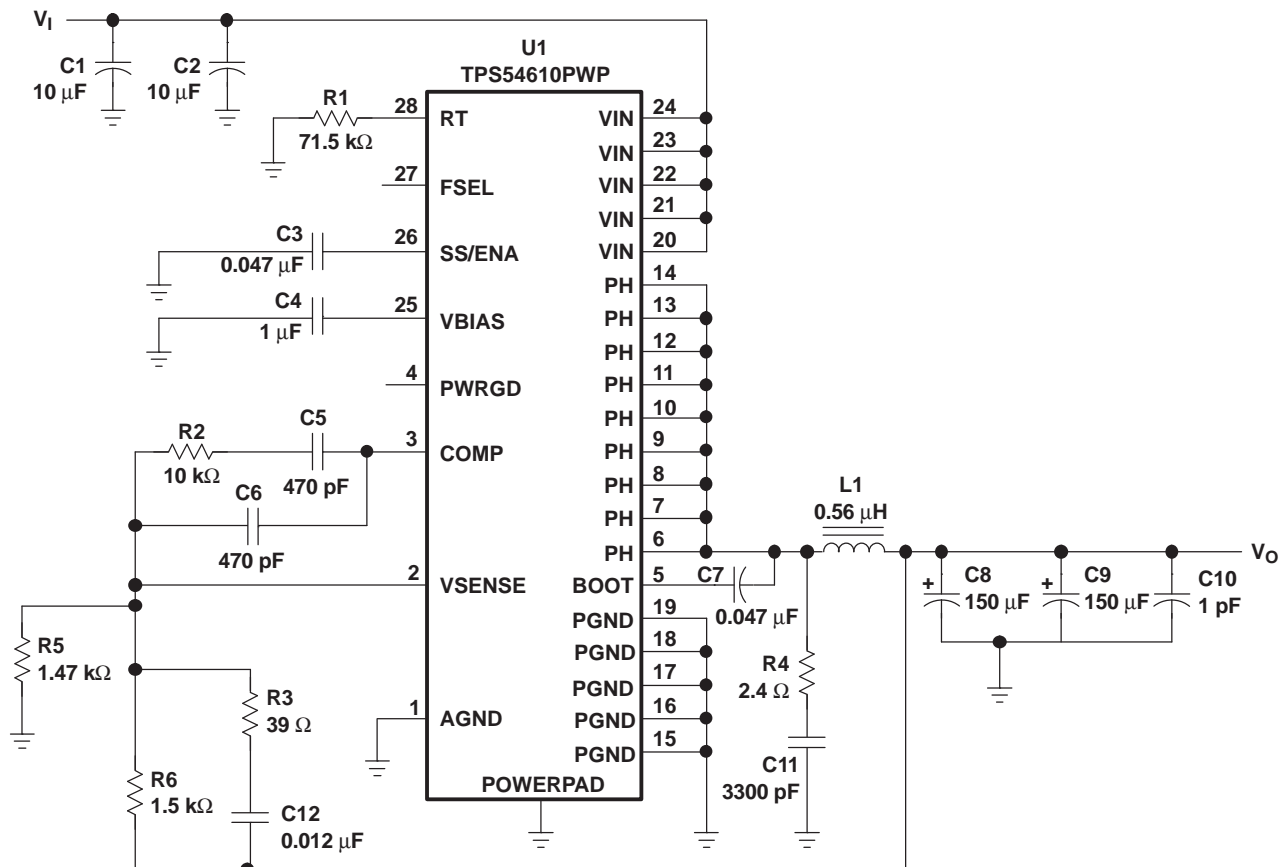 VI
C1
10 µF
C2
10 µF
U1
TPS54610PWP
R1
71.5 kΩ
28
RT
27
FSEL
C3
0.047 µF
26
SS/ENA
C4
1 µF
25
VBIAS
4
PWRGD
R2
10 kΩ
C5
470 pF
3
COMP
C6
470 pF
2
VSENSE
R5
1.47 kΩ
R3
39 Ω
1
AGND
R6
1.5 kΩ
C12
0.012 µF
POWERPAD
VIN 24
VIN 23
VIN 22
VIN 21
VIN 20
PH 14
PH 13
PH 12
PH 11
PH 10
PH 9
PH 8
PH 7
PH 6
BOOT 5
PGND 19
PGND 18
PGND 17
PGND 16
PGND 15
C7
0.047 µF
L1
0.56 µH
R4
2.4 Ω
C11
3300 pF
C8
+
150 µF
C9
+
150 µF
C10
1 pF
VO